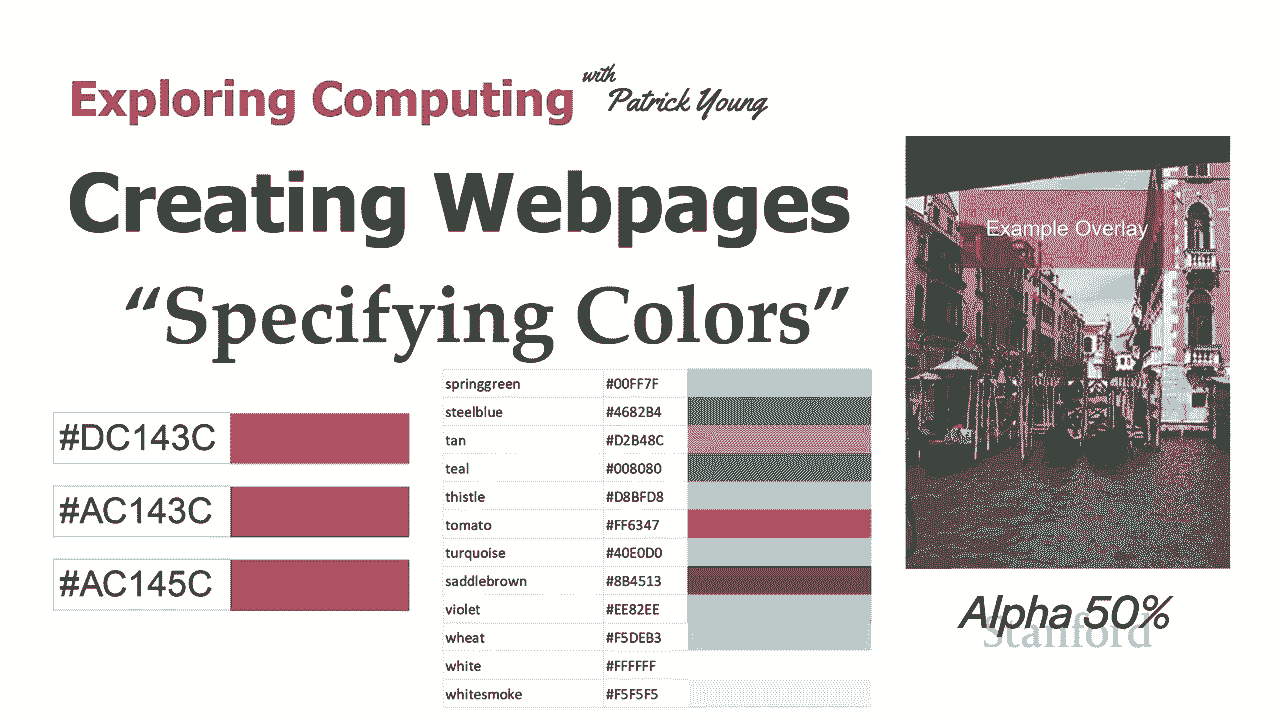 Exploring Computing with Patrick Young
Creating Webpages
“Specifying Colors”
#DC143C
#AC143C
#AC145C
springgreen #00FF7F
steelblue #4682B4
tan #D2B48C
teal #008080
thistle #D8BFD8
tomato #FF6347
turquoise #40E0D0
saddlebrown #8B4513
violet #EE82EE
wheat #F5DEB3
white #FFFFFF
whitesmoke #F5F5F5
Example Overlay
Alpha 50%
Stanford